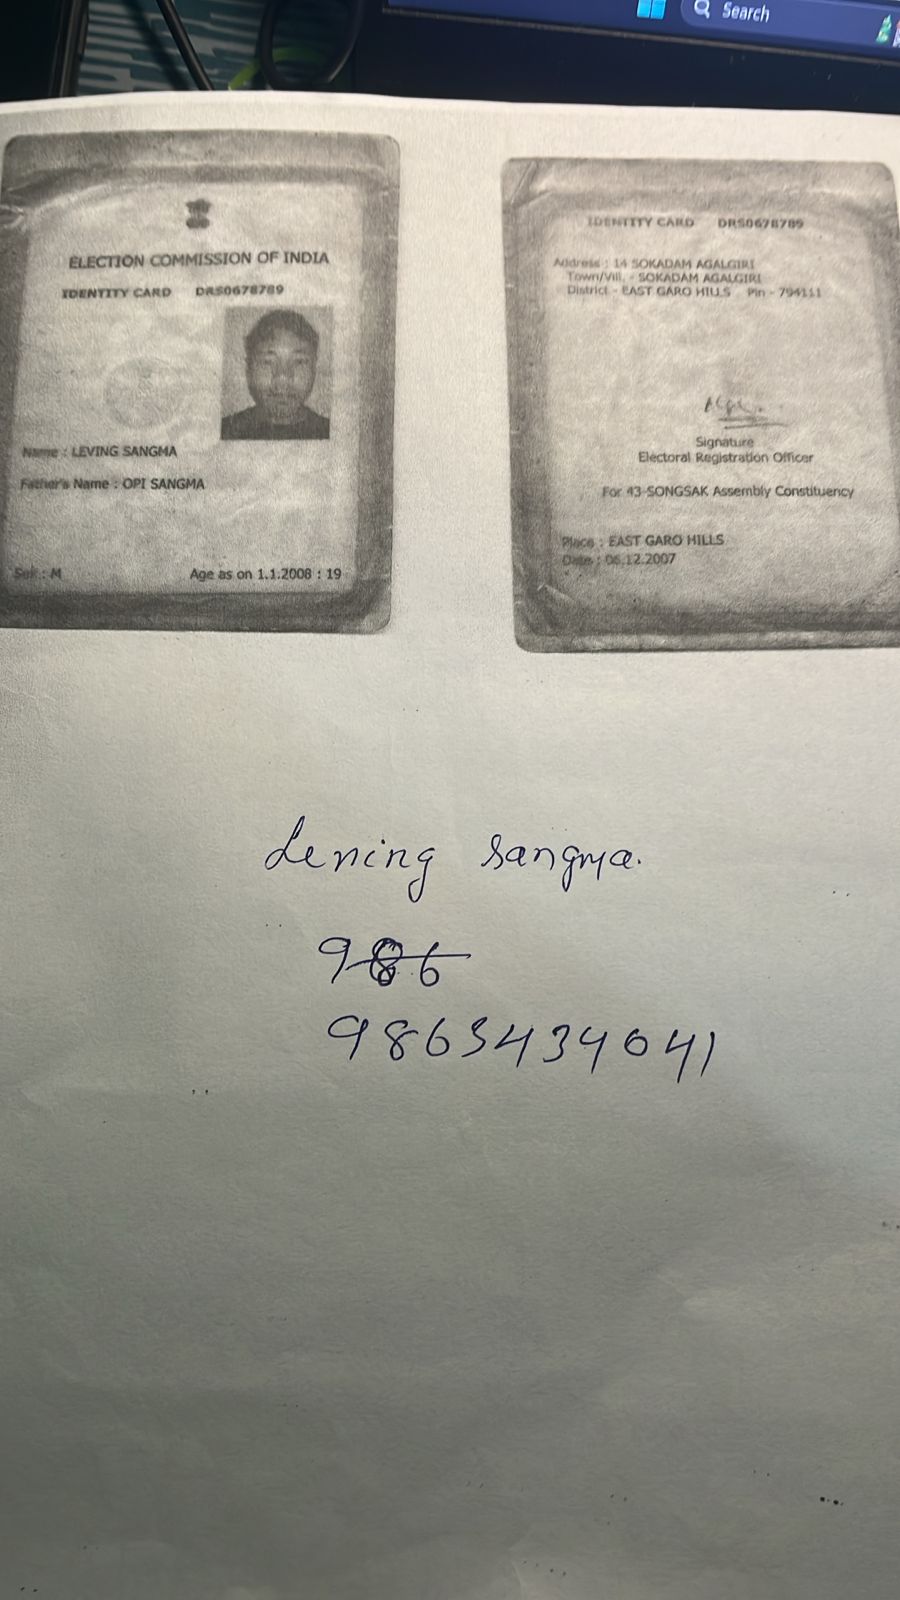 Search
ELECTION COMMISSION OF INDIA
IDENTITY CARD DRS0678789
Name : LEVING SANGMA
Father's Name : OPI SANGMA
Sex : M Age as on 1.1.2008 : 19
IDENTITY CARD DRS0678789
Address : 14 SOKADAM AGALGIRI
Town/Vill. - SOKADAM AGALGIRI
District - EAST GARO HILLS Pin - 794111
Signature
Electoral Registration Officer
For 43-SONGSAK Assembly Constituency
Place : EAST GARO HILLS
Date : 06.12.2007
Lening Sangma.
986
9863434041